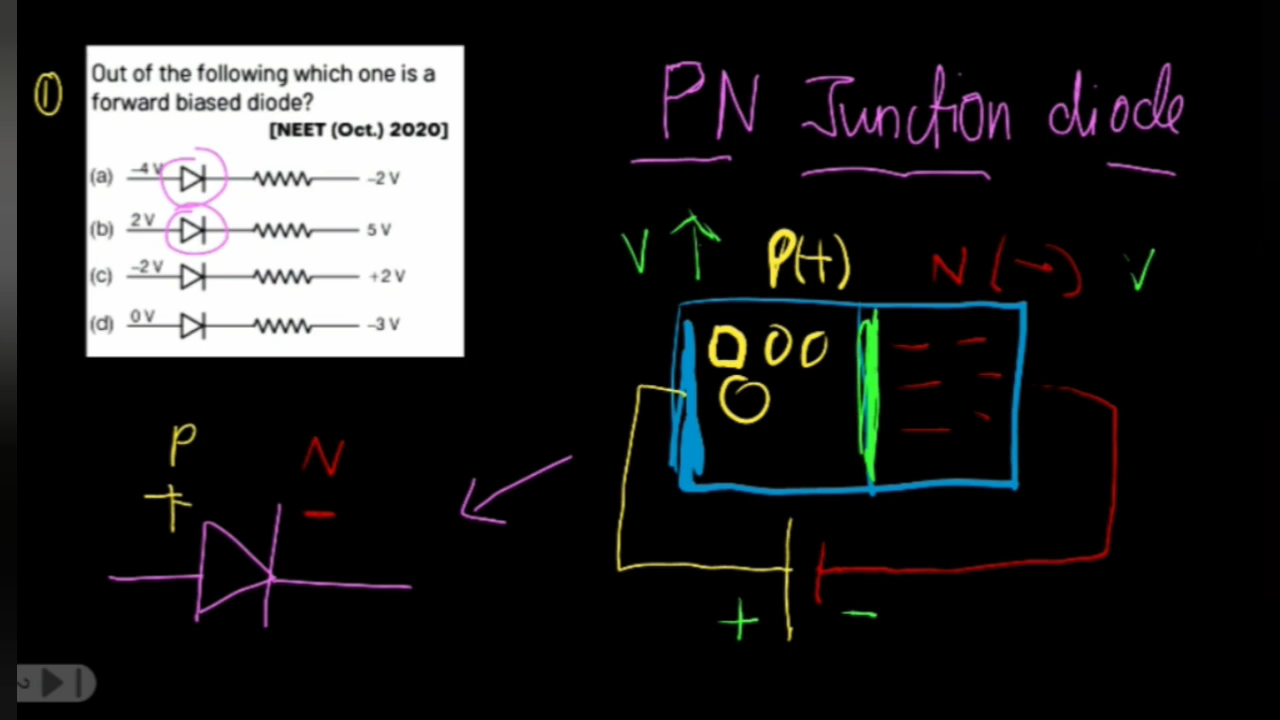 ①
Out of the following which one is a
forward biased diode?
[NEET (Oct.) 2020]
(a) –4 V –2 V
(b) 2 V 5 V
(c) –2 V +2 V
(d) 0 V –3 V
PN Junction diode
V ↑ P(+) N (–) V
+ –
P N
+ –